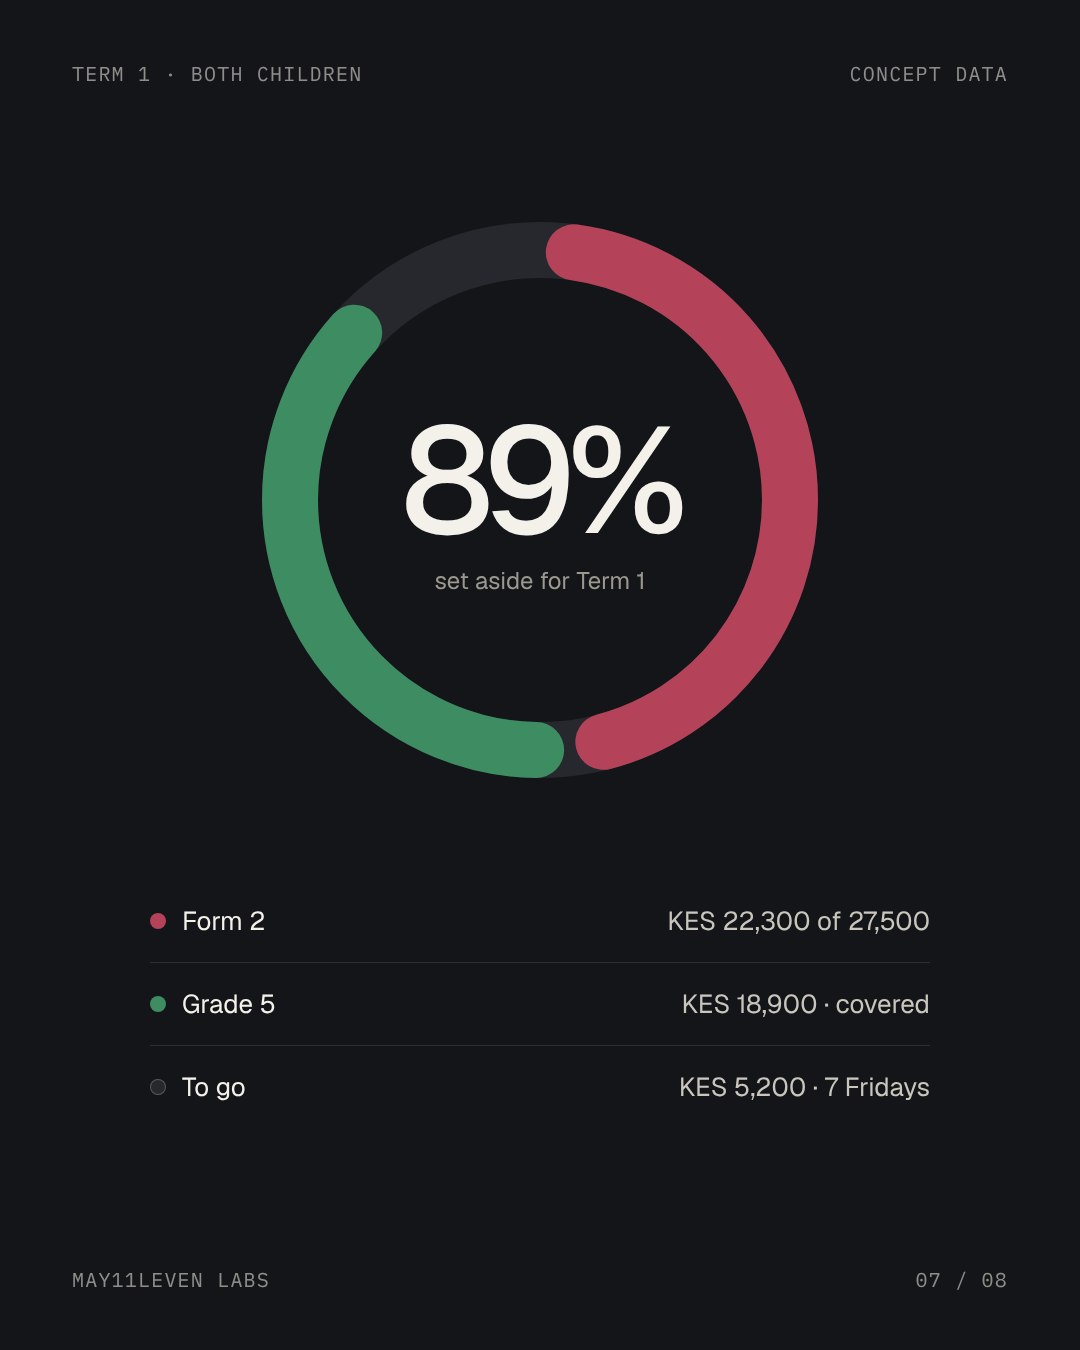 TERM 1 · BOTH CHILDREN
CONCEPT DATA
89%
set aside for Term 1
Form 2
KES 22,300 of 27,500
Grade 5
KES 18,900 · covered
To go
KES 5,200 · 7 Fridays
MAY11LEVEN LABS
07 / 08